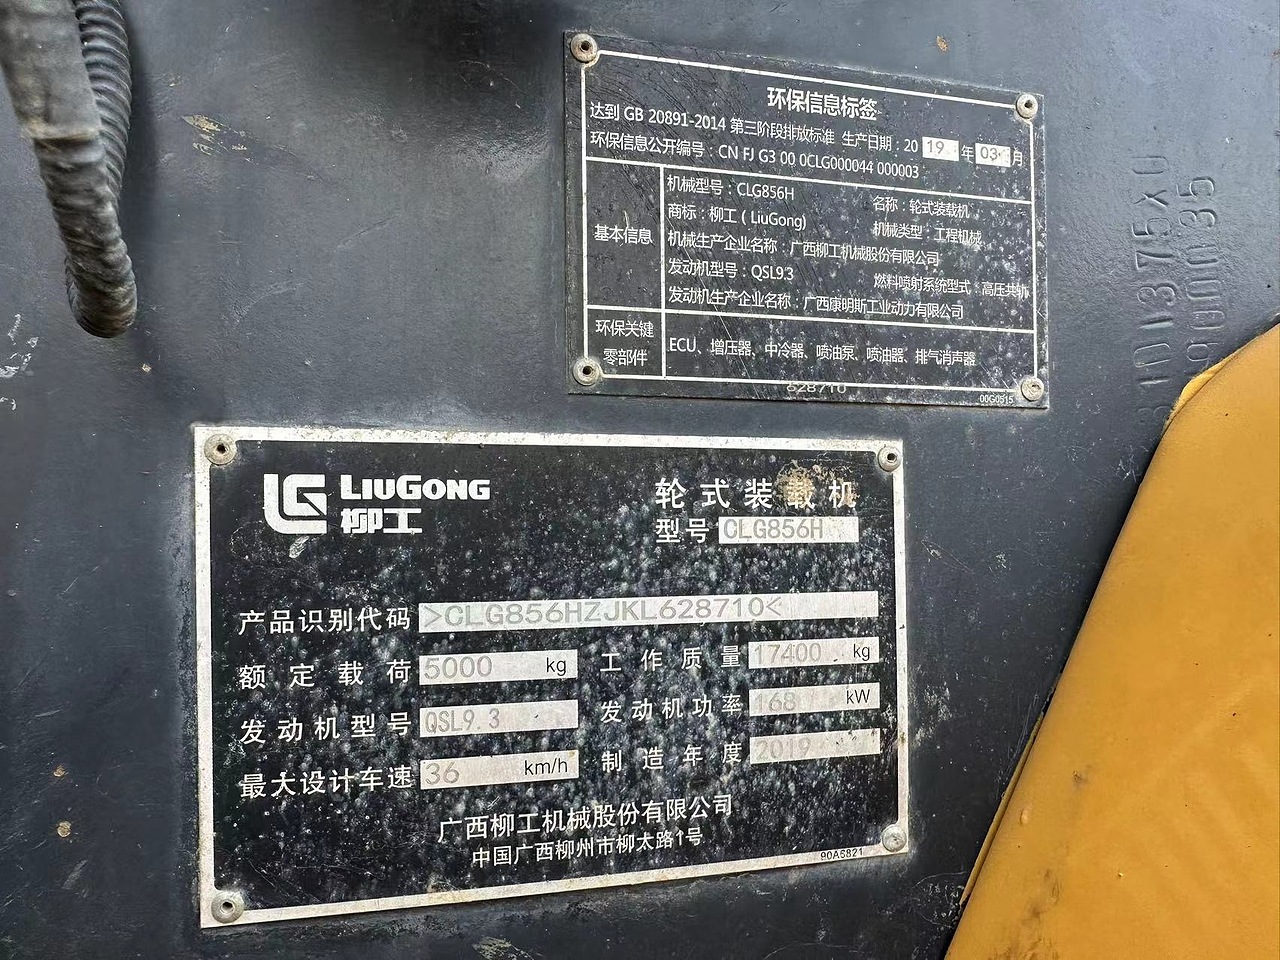 环保信息标签
达到 GB 20891-2014 第三阶段排放标准 生产日期：20 19 年 03 月
环保信息公开编号：CN FJ G3 00 0CLG000044 000003
基本信息
机械型号：CLG856H 名称：轮式装载机
商标：柳工（LiuGong） 机械类型：工程机械
机械生产企业名称：广西柳工机械股份有限公司
发动机型号：QSL9.3 燃料喷射系统型式：高压共轨
发动机生产企业名称：广西康明斯工业动力有限公司
环保关键
零部件
ECU、增压器、中冷器、喷油泵、喷油器、排气消声器
628710
00G0515
LIUGONG
柳工
轮式装载机
型号 CLG856H
产品识别代码 >CLG856HZJKL628710<
额定载荷 5000 kg 工作质量 17400 kg
发动机型号 QSL9.3 发动机功率 168 kW
最大设计车速 36 km/h 制造年度 2019
广西柳工机械股份有限公司
中国广西柳州市柳太路1号
90A6821